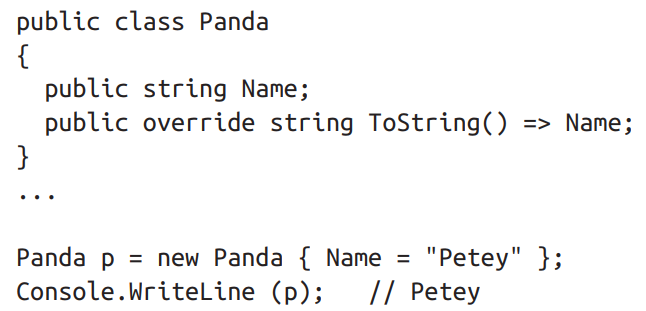 public class Panda
{
  public string Name;
  public override string ToString() => Name;
}
...

Panda p = new Panda { Name = "Petey" };
Console.WriteLine (p);   // Petey